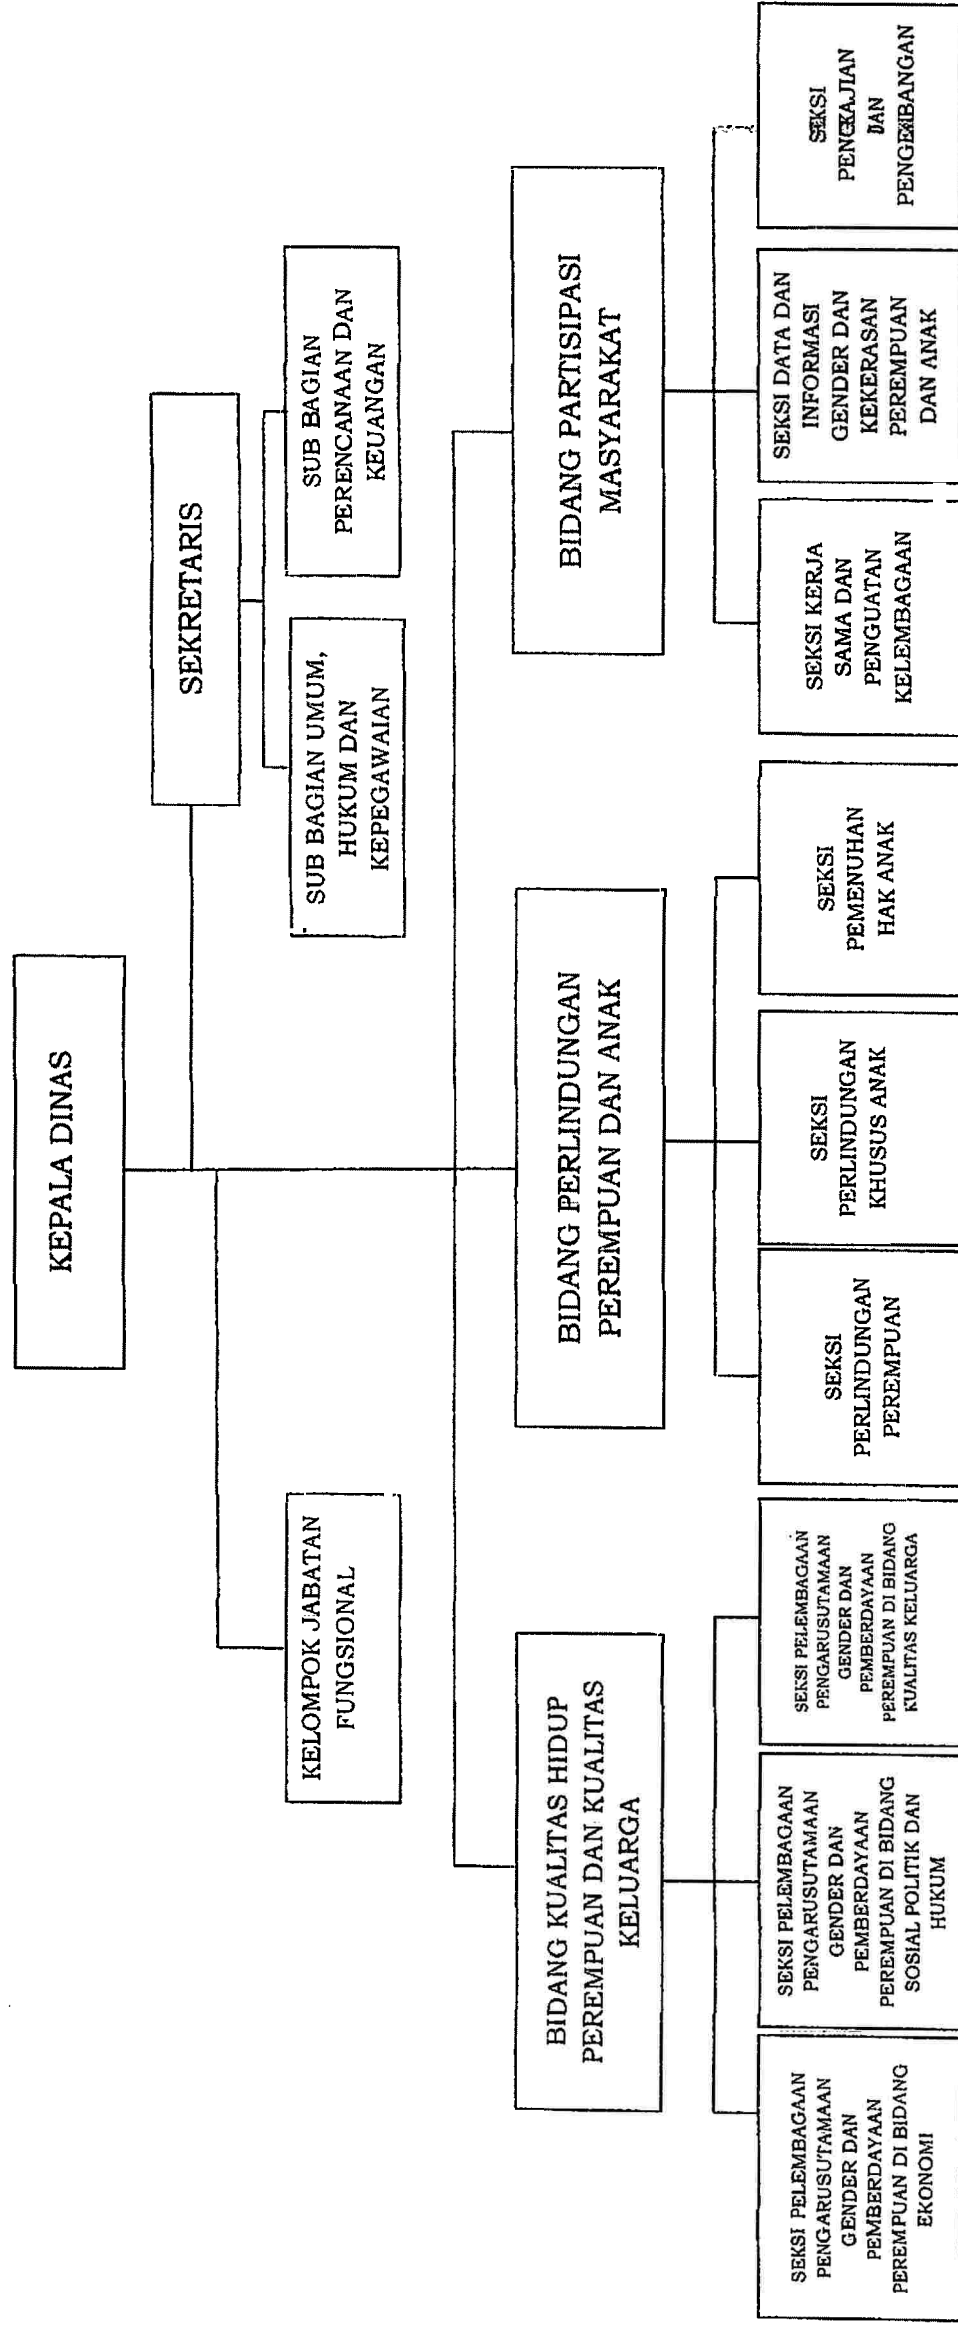 KEPALA DINAS
SEKRETARIS
SUB BAGIAN UMUM,
HUKUM DAN
KEPEGAWAIAN
SUB BAGIAN
PERENCANAAN DAN
KEUANGAN
KELOMPOK JABATAN
FUNGSIONAL
BIDANG KUALITAS HIDUP
PEREMPUAN DAN KUALITAS
KELUARGA
BIDANG PERLINDUNGAN
PEREMPUAN DAN ANAK
BIDANG PARTISIPASI
MASYARAKAT
SEKSI PELEMBAGAAN
PENGARUSUTAMAAN
GENDER DAN
PEMBERDAYAAN
PEREMPUAN DI BIDANG
EKONOMI
SEKSI PELEMBAGAAN
PENGARUSUTAMAAN
GENDER DAN
PEMBERDAYAAN
PEREMPUAN DI BIDANG
SOSIAL POLITIK DAN
HUKUM
SEKSI PELEMBAGAAN
PENGARUSUTAMAAN
GENDER DAN
PEMBERDAYAAN
PEREMPUAN DI BIDANG
KUALITAS KELUARGA
SEKSI
PERLINDUNGAN
PEREMPUAN
SEKSI
PERLINDUNGAN
KHUSUS ANAK
SEKSI
PEMENUHAN
HAK ANAK
SEKSI KERJA
SAMA DAN
PENGUATAN
KELEMBAGAAN
SEKSI DATA DAN
INFORMASI
GENDER DAN
KEKERASAN
PEREMPUAN
DAN ANAK
SEKSI
PENGKAJIAN
DAN
PENGEMBANGAN